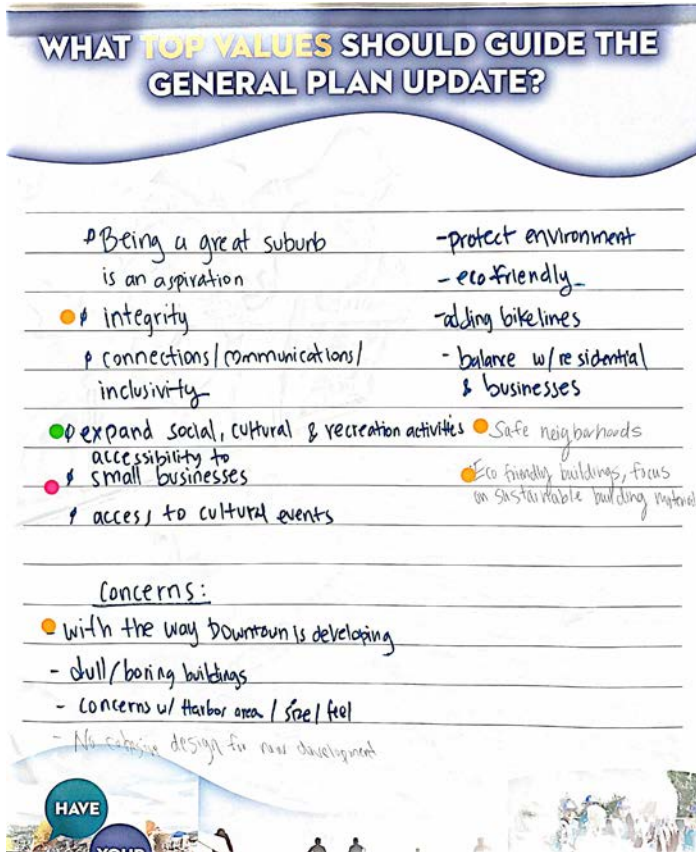 WHAT TOP VALUES SHOULD GUIDE THE
GENERAL PLAN UPDATE?
Being a great suburb
is an aspiration
integrity
connections/communications/
inclusivity
expand social, cultural & recreation activities
accessibility to
small businesses
access to cultural events
-protect environment
-eco friendly
-adding bikelines
- balance w/residential
& businesses
Safe neigborhoods
Eco friendly buildings, focus
on sustainable building material
Concerns:
- with the way Downtown is developing
- dull/boring buildings
- Concerns w/ Harbor area / size / feel
- No cohesive design for new development
HAVE
YOUR